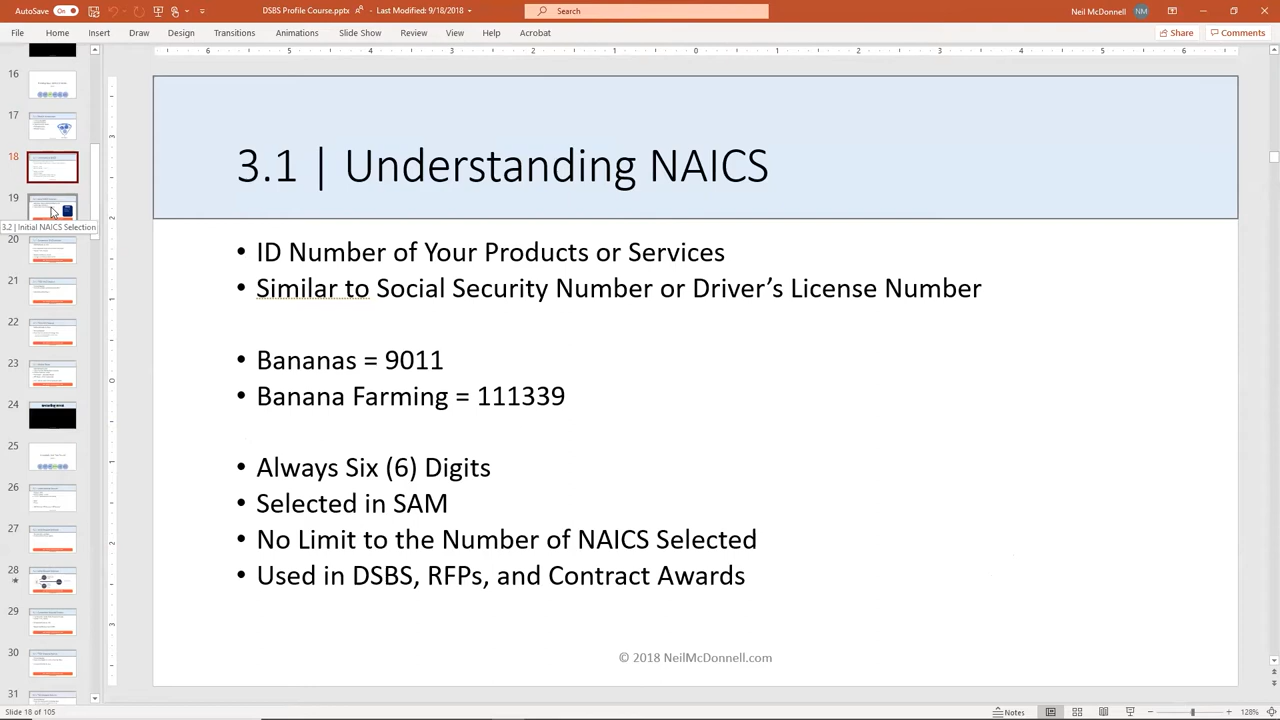 AutoSave On DSBS Profile Course.pptx Last Modified: 9/18/2018 Search Neil McDonnell NM
File Home Insert Draw Design Transitions Animations Slide Show Review View Help Acrobat Share Comments
3.1 | Understanding NAICS
• ID Number of Your Products or Services
• Similar to Social Security Number or Driver’s License Number
• Bananas = 9011
• Banana Farming = 111339
• Always Six (6) Digits
• Selected in SAM
• No Limit to the Number of NAICS Selected
• Used in DSBS, RFPs, and Contract Awards
© 2018 NeilMcDonnell.com
3.2 | Initial NAICS Selection
27
29
Slide 18 of 105 Notes 128%